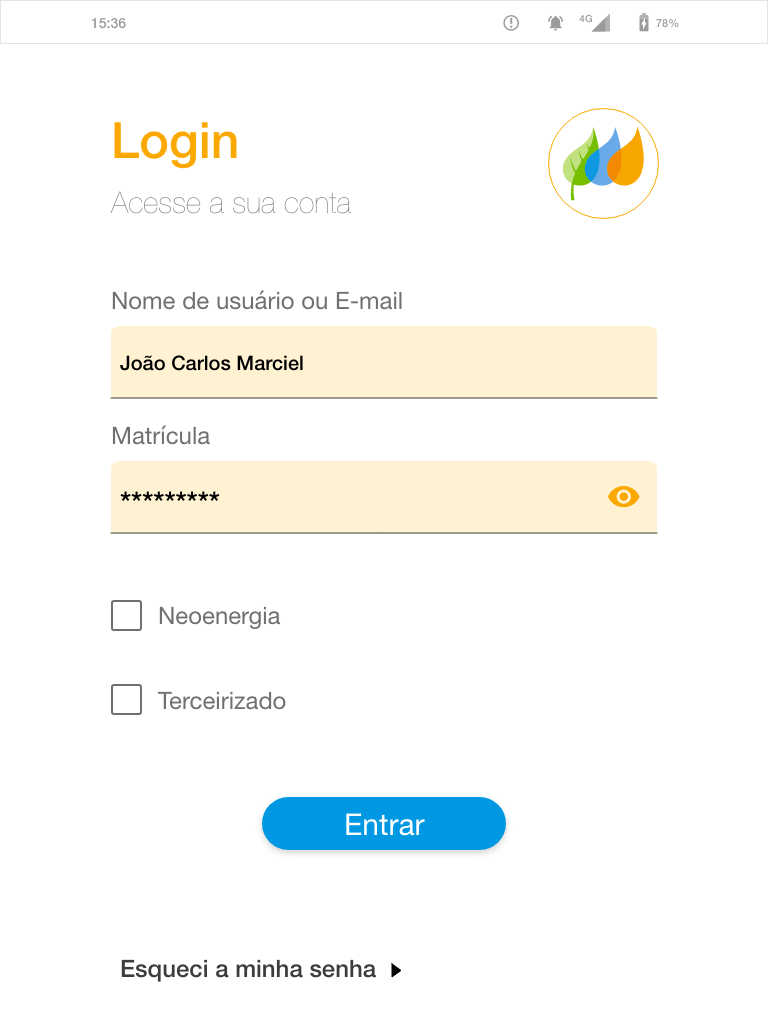 15:36
4G
78%
Login
Acesse a sua conta
Nome de usuário ou E-mail
João Carlos Marciel
Matrícula
*********
Neoenergia
Terceirizado
Entrar
Esqueci a minha senha